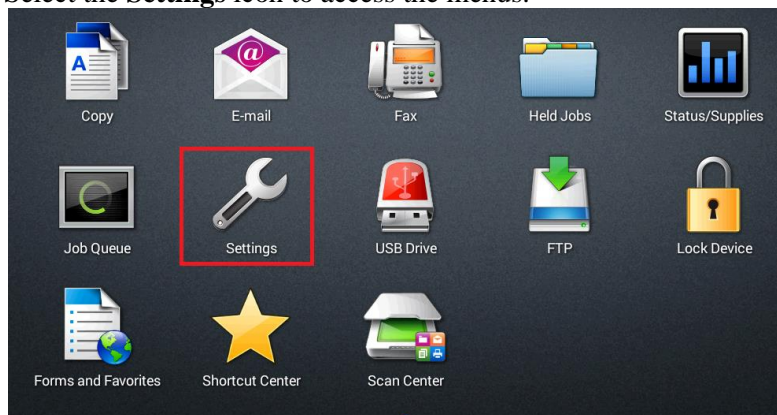 Select the Settings icon to access the menus.
A
@
Copy E-mail Fax Held Jobs Status/Supplies
Job Queue Settings USB Drive FTP Lock Device
Forms and Favorites Shortcut Center Scan Center